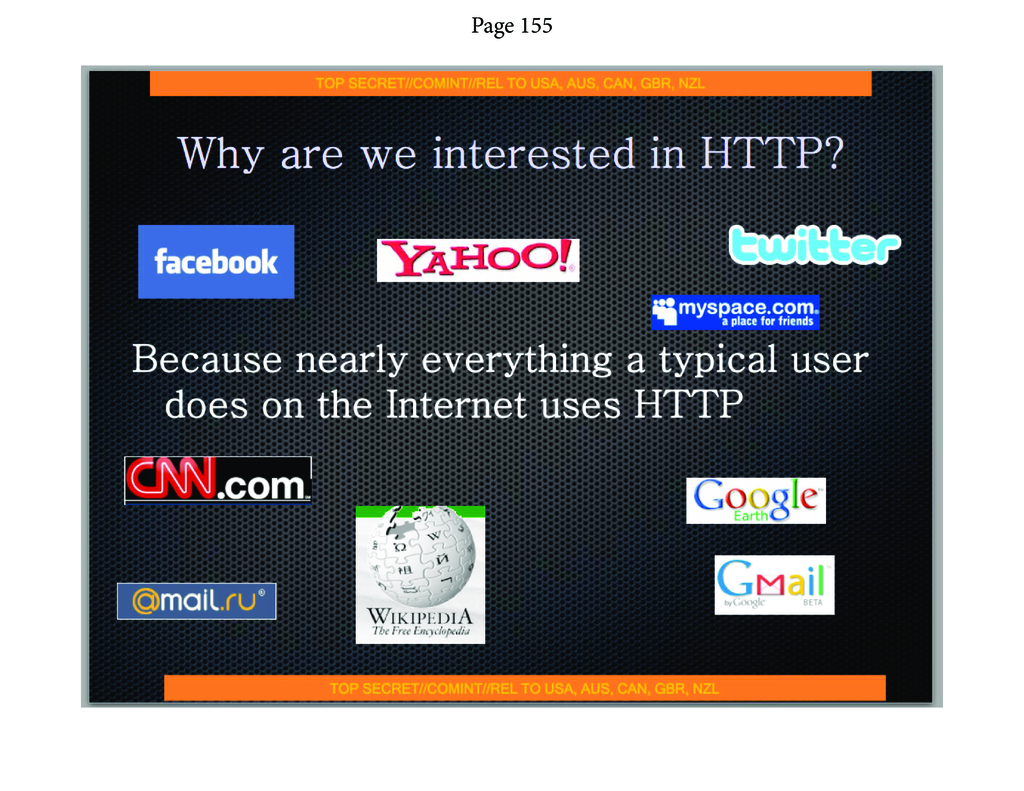 Page 155
TOP SECRET//COMINT//REL TO USA, AUS, CAN, GBR, NZL
Why are we interested in HTTP?
facebook
YAHOO!®
twitter
myspace.com®
a place for friends
Because nearly everything a typical user
does on the Internet uses HTTP
CNN.com
Google™
Earth
@mail.ru®
Ω W И
WIKIPEDIA
The Free Encyclopedia
GMail™
by Google BETA
TOP SECRET//COMINT//REL TO USA, AUS, CAN, GBR, NZL